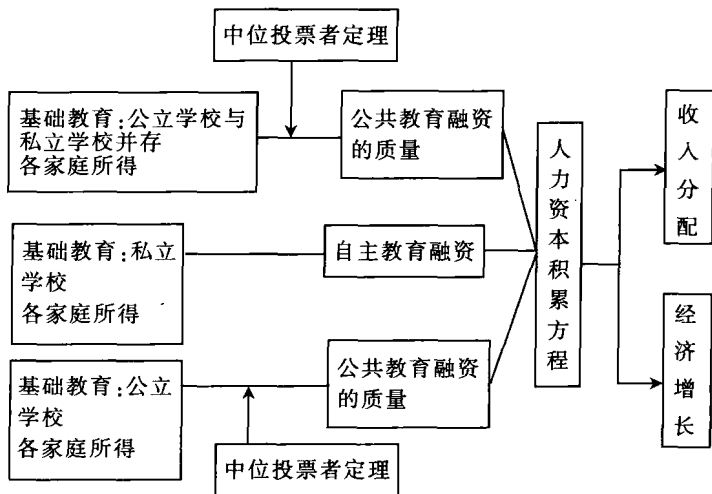 中位投票者定理
基础教育:公立学校与
私立学校并存
各家庭所得
公共教育融资
的质量
基础教育:私立
学校
各家庭所得
自主教育融资
基础教育:公立
学校
各家庭所得
公共教育融资
的质量
中位投票者定理
人力资本积累方程
收入分配
经济增长